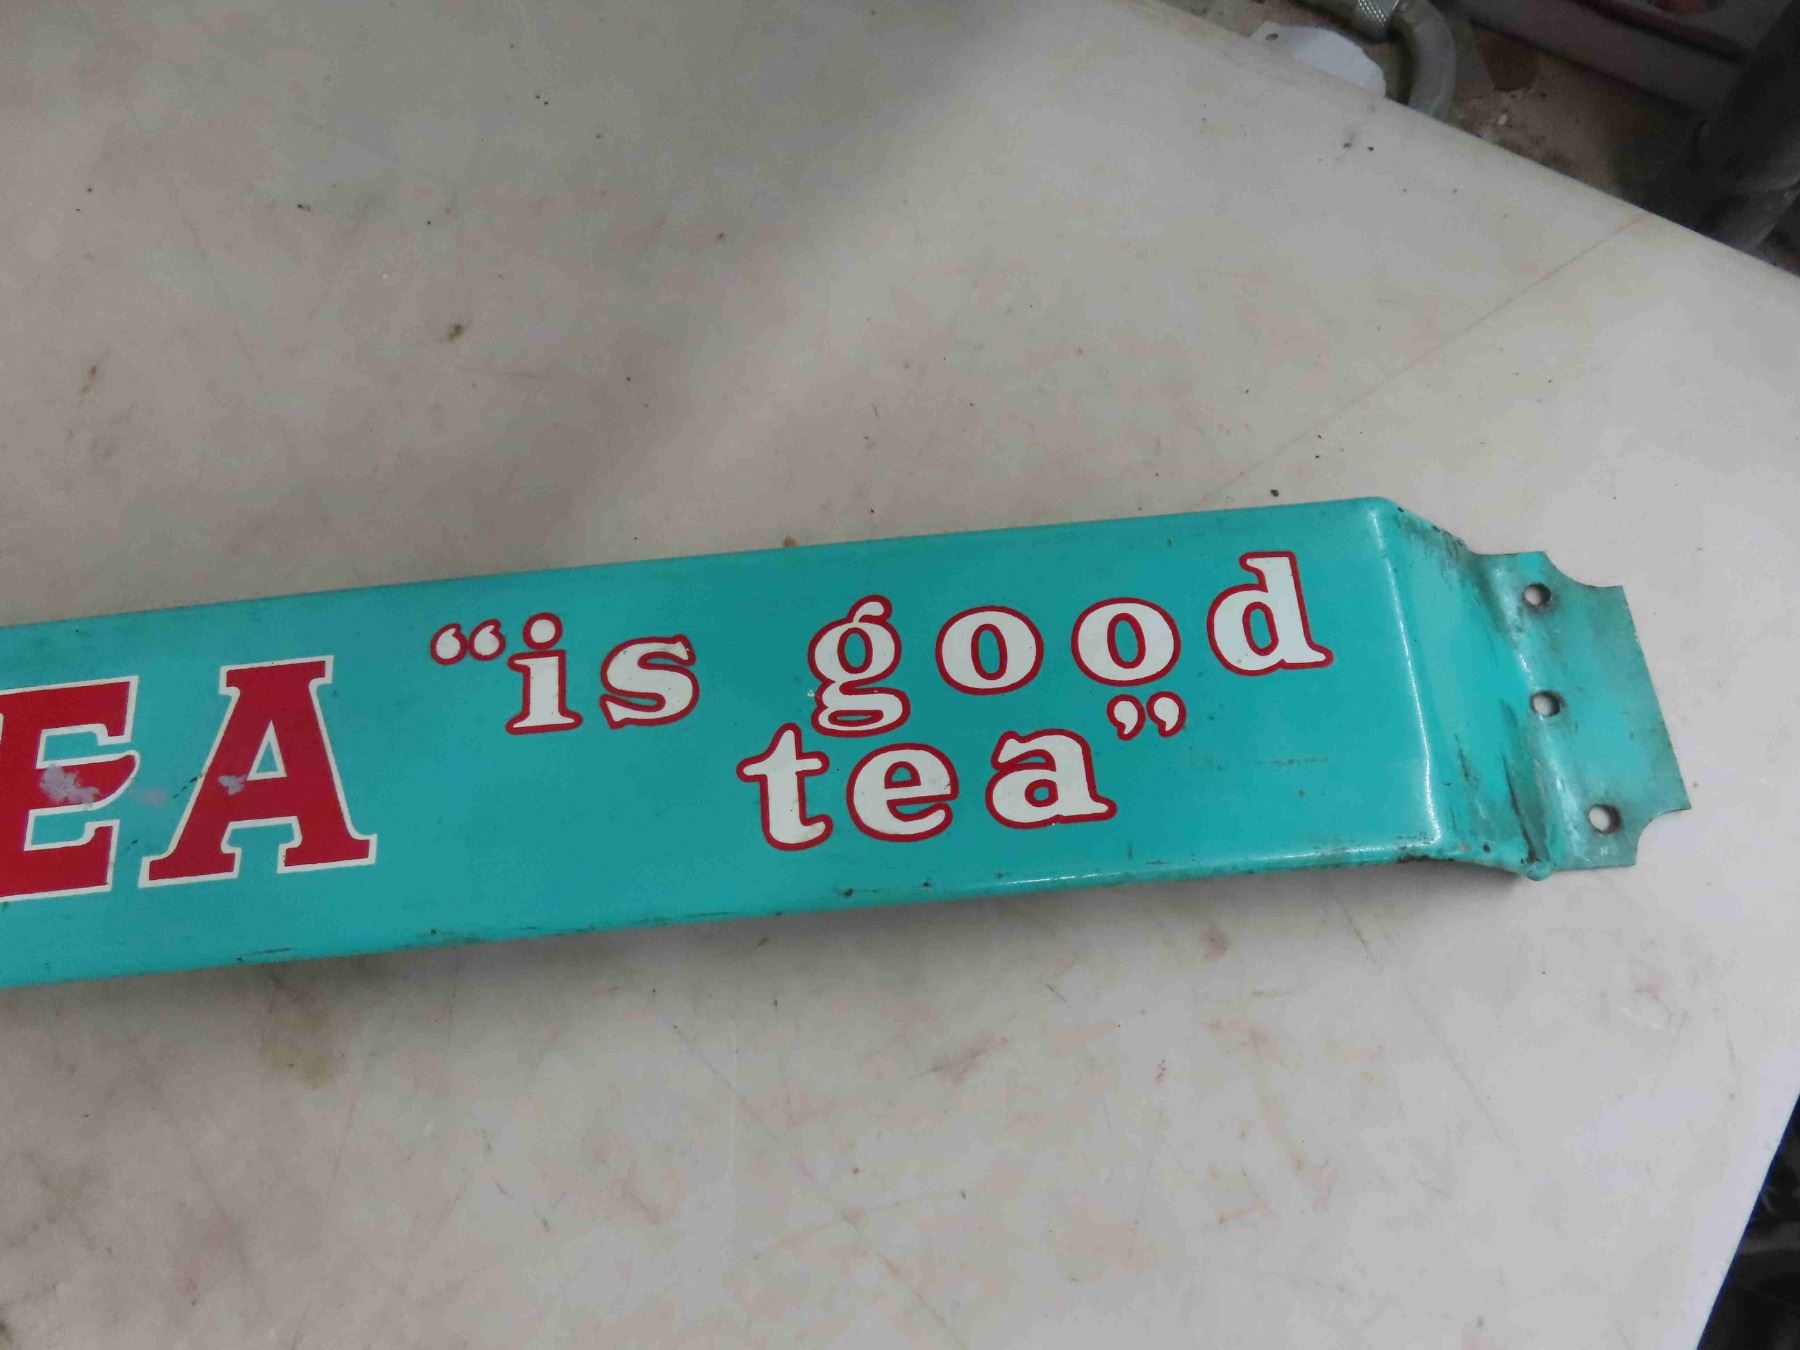 EA “is good
tea”